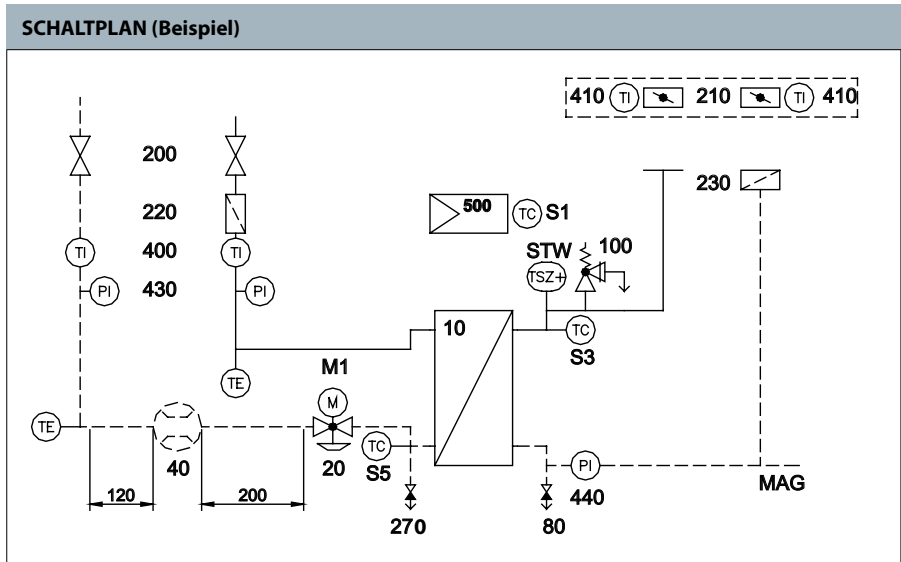 SCHALTPLAN (Beispiel)
410 TI 210 TI 410
200
220
500 TC S1
230
TI 400 TI
STW 100
TSZ+
PI 430 PI
10
TC
S3
M1
TE
M
TE
TC
S5
40
20
PI
440
MAG
120
200
270
80